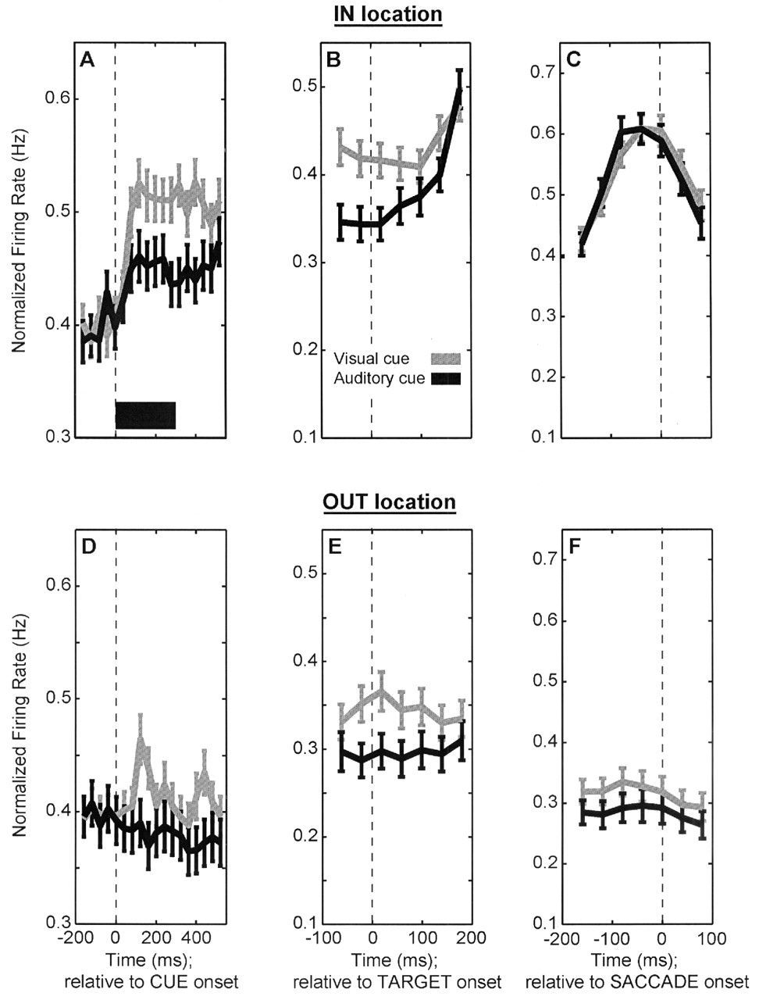 IN location
A
B
C
Normalized Firing Rate (Hz)
0.6
0.5
0.4
0.3
0.5
0.4
0.3
0.2
0.1
Visual cue
Auditory cue
0.7
0.6
0.5
0.4
0.3
0.2
0.1
OUT location
D
E
F
Normalized Firing Rate (Hz)
0.6
0.5
0.4
0.3
-200 0 200 400
Time (ms);
relative to CUE onset
0.5
0.4
0.3
0.2
0.1
-100 0 100 200
Time (ms);
relative to TARGET onset
0.7
0.6
0.5
0.4
0.3
0.2
0.1
-200 -100 0 100
Time (ms);
relative to SACCADE onset